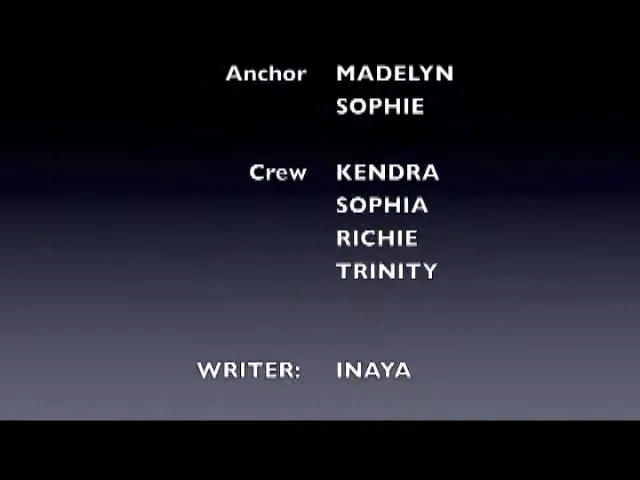 Anchor MADELYN
SOPHIE
Crew KENDRA
SOPHIA
RICHIE
TRINITY
WRITER: INAYA